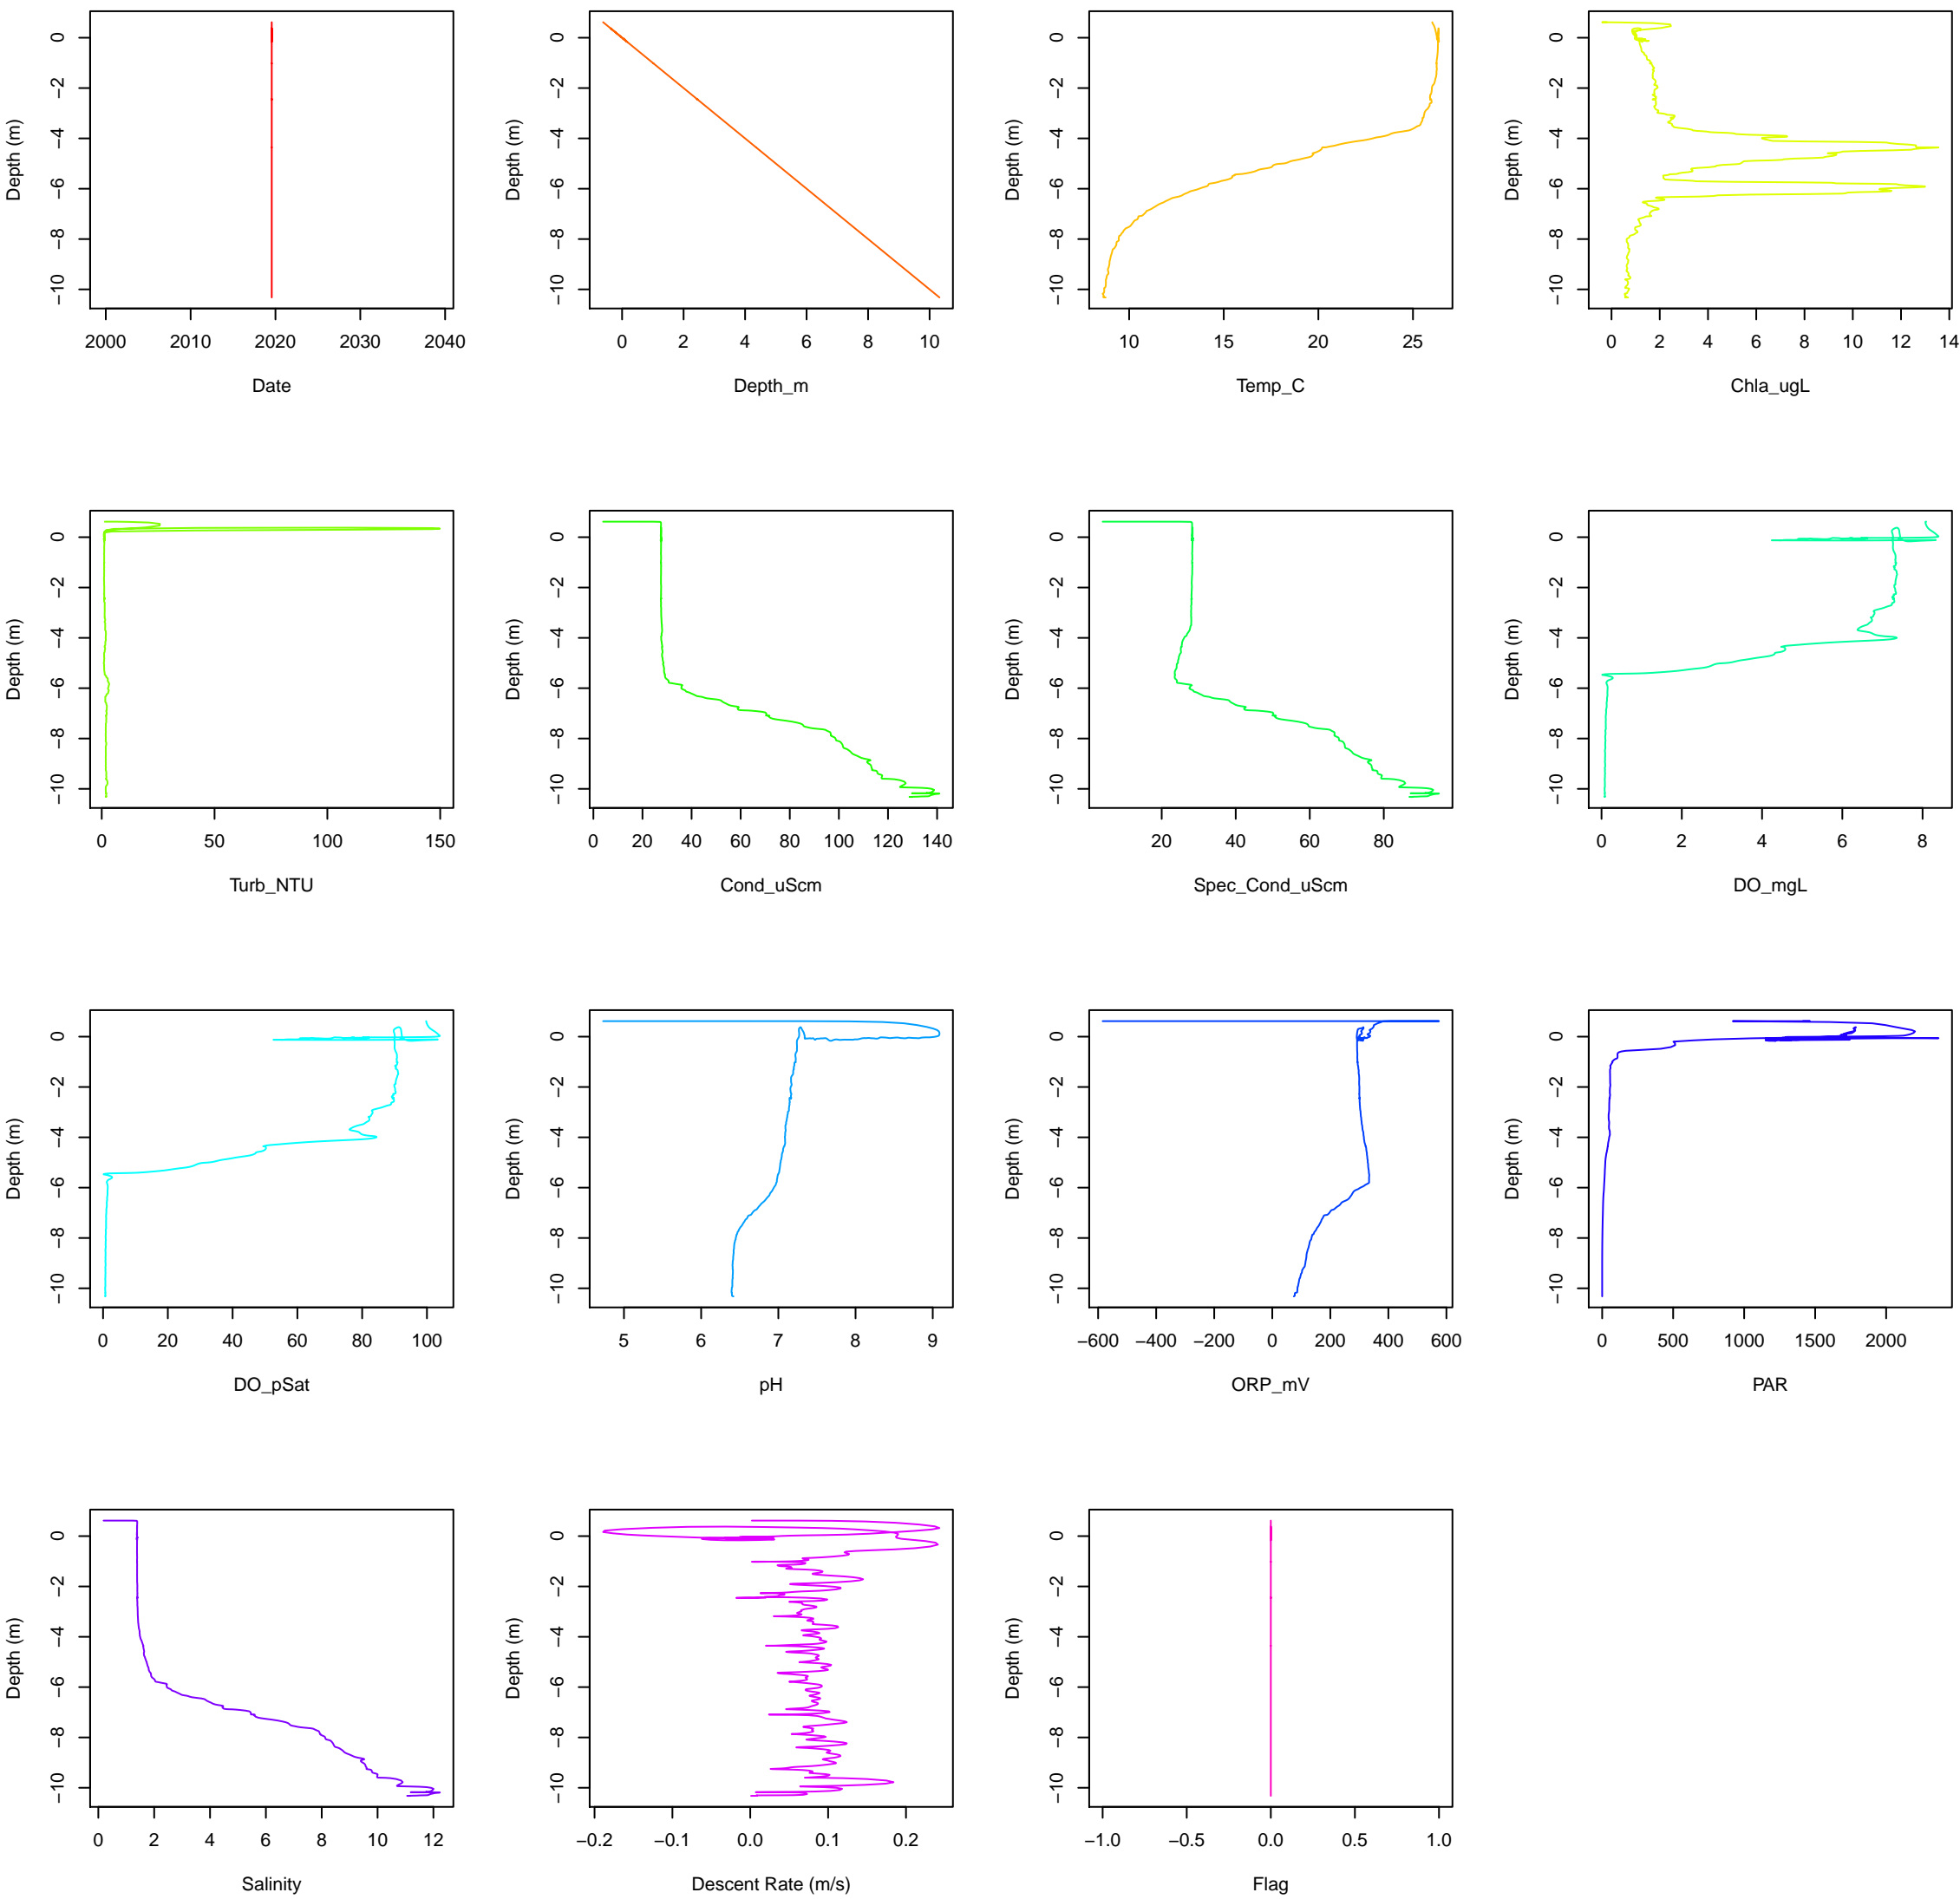 Depth (m)
0
−2
−4
−6
−8
−10
2000 2010 2020 2030 2040
Date
Depth (m)
0
−2
−4
−6
−8
−10
0 2 4 6 8 10
Depth_m
Depth (m)
0
−2
−4
−6
−8
−10
10 15 20 25
Temp_C
Depth (m)
0
−2
−4
−6
−8
−10
0 2 4 6 8 10 12 14
Chla_ugL
Depth (m)
0
−2
−4
−6
−8
−10
0 50 100 150
Turb_NTU
Depth (m)
0
−2
−4
−6
−8
−10
0 20 40 60 80 100 120 140
Cond_uScm
Depth (m)
0
−2
−4
−6
−8
−10
20 40 60 80
Spec_Cond_uScm
Depth (m)
0
−2
−4
−6
−8
−10
0 2 4 6 8
DO_mgL
Depth (m)
0
−2
−4
−6
−8
−10
0 20 40 60 80 100
DO_pSat
Depth (m)
0
−2
−4
−6
−8
−10
5 6 7 8 9
pH
Depth (m)
0
−2
−4
−6
−8
−10
−600 −400 −200 0 200 400 600
ORP_mV
Depth (m)
0
−2
−4
−6
−8
−10
0 500 1000 1500 2000
PAR
Depth (m)
0
−2
−4
−6
−8
−10
0 2 4 6 8 10 12
Salinity
Depth (m)
0
−2
−4
−6
−8
−10
−0.2 −0.1 0.0 0.1 0.2
Descent Rate (m/s)
Depth (m)
0
−2
−4
−6
−8
−10
−1.0 −0.5 0.0 0.5 1.0
Flag